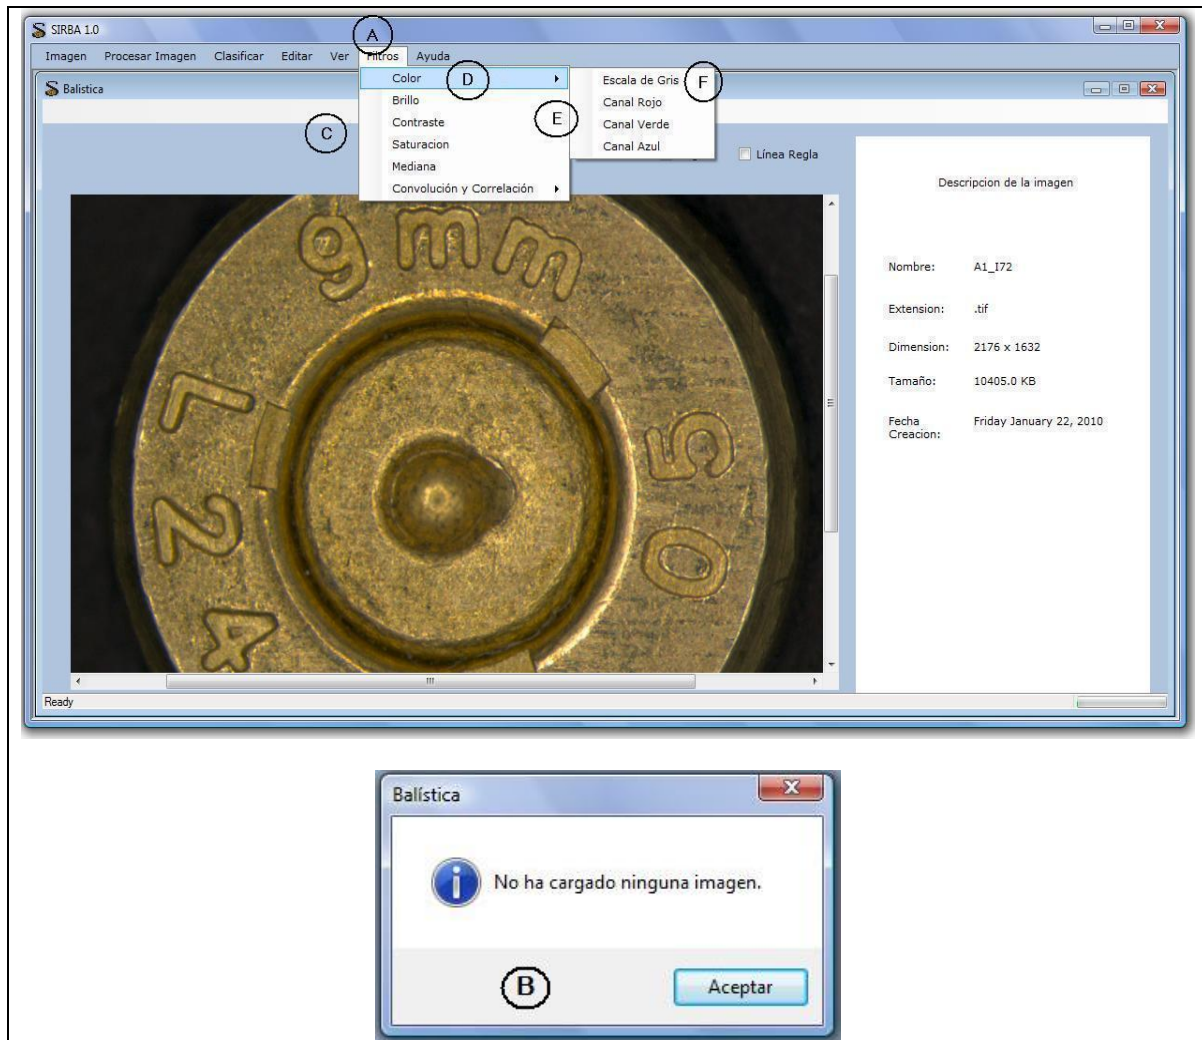 SIRBA 1.0
A
Imagen Procesar Imagen Clasificar Editar Ver Filtros Ayuda
Balistica
Color D
Brillo
Contraste
Saturacion
Mediana
Convolución y Correlación
E
Escala de Gris F
Canal Rojo
Canal Verde
Canal Azul
C
Línea Regla
Descripcion de la imagen
Nombre: A1_I72
Extension: .tif
Dimension: 2176 x 1632
Tamaño: 10405.0 KB
Fecha
Creacion: Friday January 22, 2010
9mm
L
2
4
50
Ready
Balística
No ha cargado ninguna imagen.
B
Aceptar